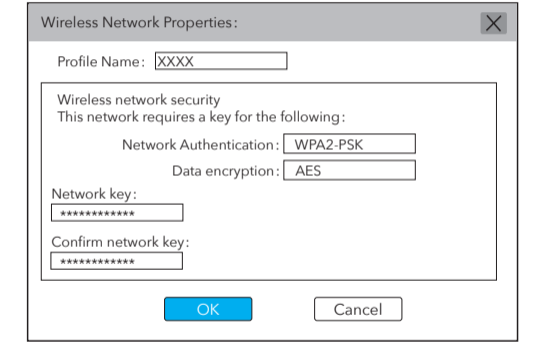 Wireless Network Properties:
Profile Name: XXXX
Wireless network security
This network requires a key for the following:
Network Authentication: WPA2-PSK
Data encryption: AES
Network key:
************
Confirm network key:
************
OK Cancel